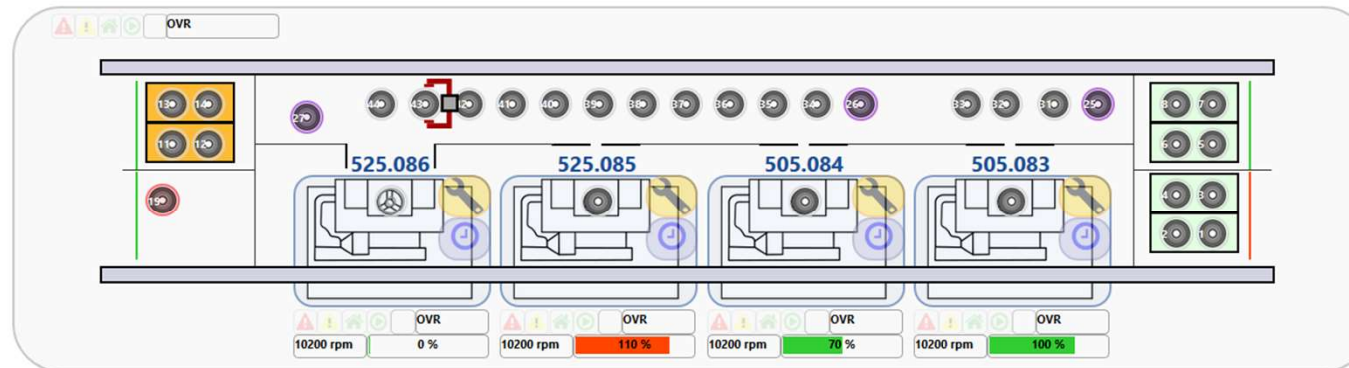 OVR
13 14 44 43 42 41 40 39 38 37 36 35 34 26 33 32 31 25 8 7
27
11 12 6 5
525.086 525.085 505.084 505.083
19 4 3
2 1
OVR OVR OVR OVR
10200 rpm 0 % 10200 rpm 110 % 10200 rpm 70 % 10200 rpm 100 %